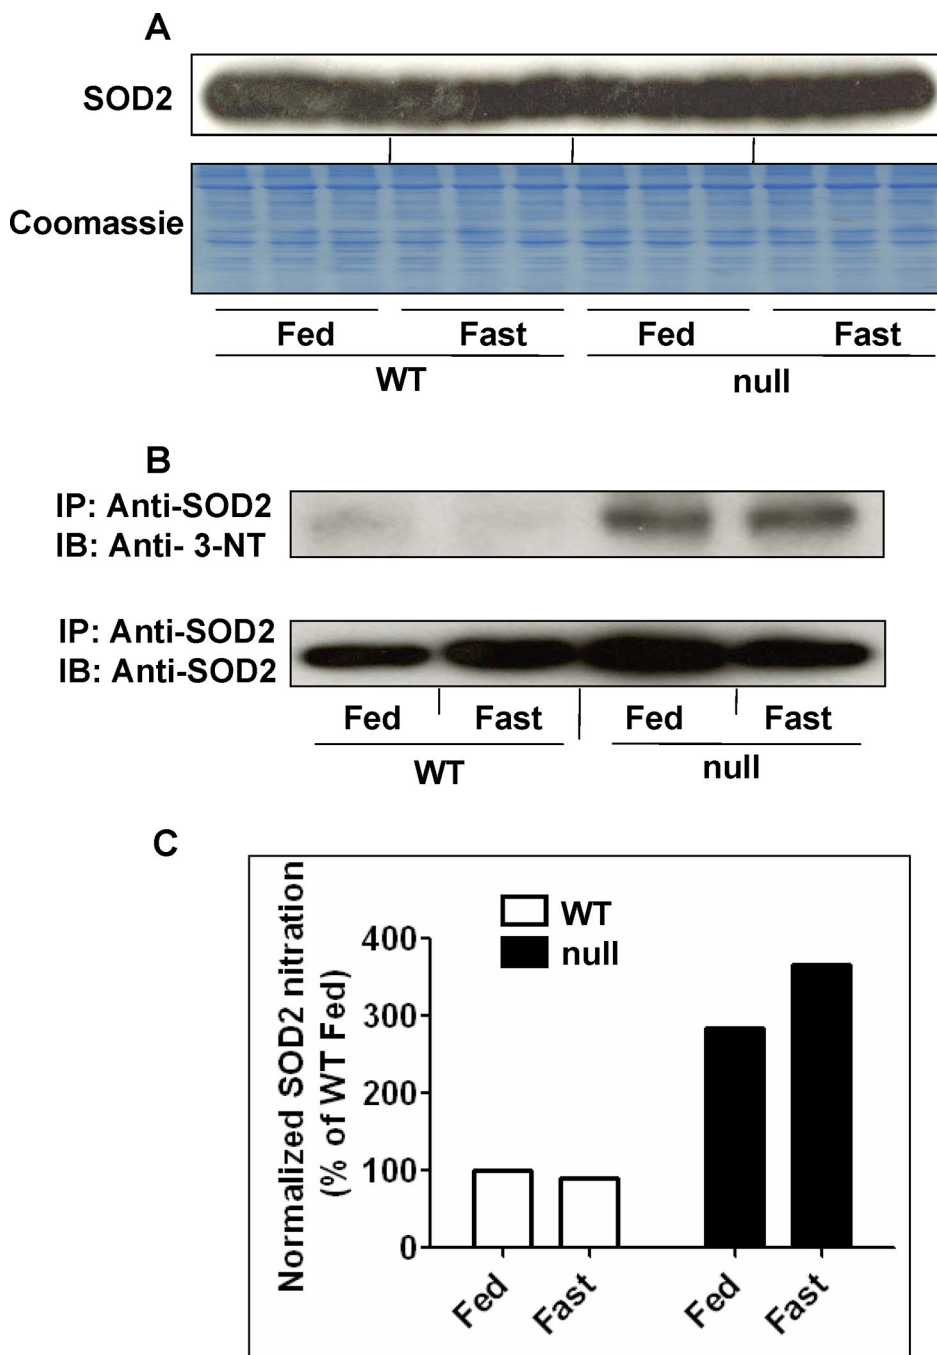 A
SOD2
Coomassie
Fed Fast Fed Fast
WT null
B
IP: Anti-SOD2
IB: Anti- 3-NT
IP: Anti-SOD2
IB: Anti-SOD2
Fed Fast Fed Fast
WT null
C
Normalized SOD2 nitration
(% of WT Fed)
WT
null
400
300
200
100
0
Fed Fast Fed Fast